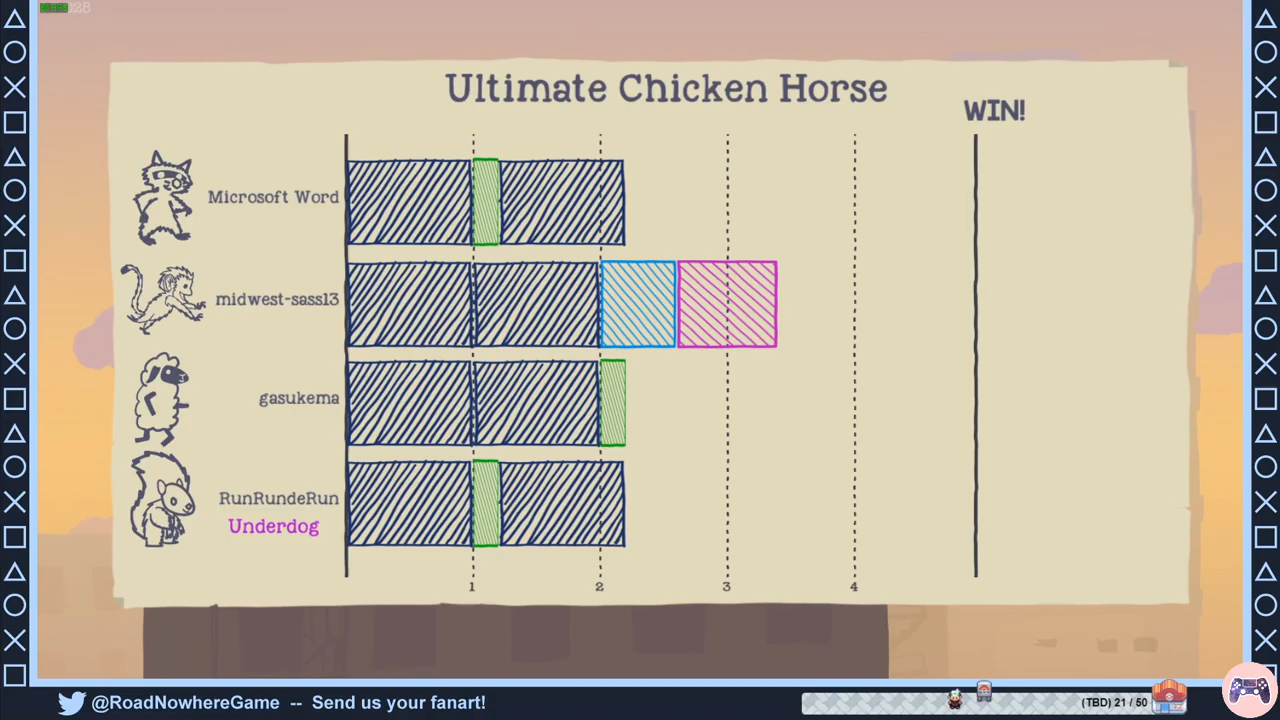 Ultimate Chicken Horse
WIN!
Microsoft Word
midwest-sass13
gasukema
RunRundeRun
Underdog
1 2 3 4
@RoadNowhereGame -- Send us your fanart!
(TBD) 21 / 50